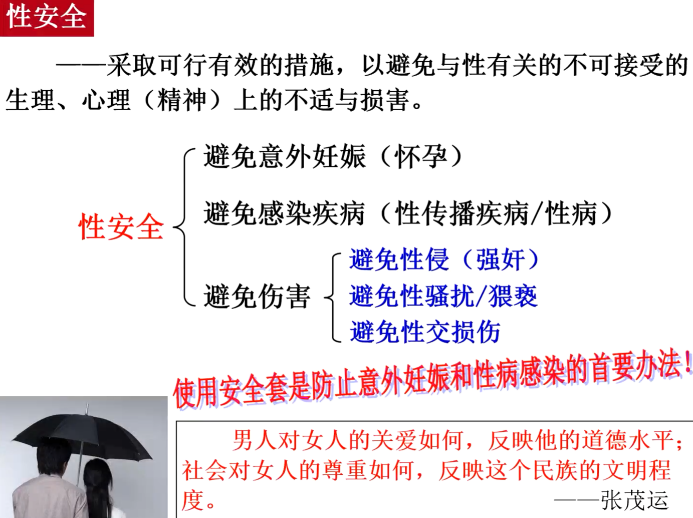 性安全
——采取可行有效的措施，以避免与性有关的不可接受的
生理、心理（精神）上的不适与损害。
避免意外妊娠（怀孕）
避免感染疾病（性传播疾病/性病）
性安全
避免伤害
避免性侵（强奸）
避免性骚扰/猥亵
避免性交损伤
使用安全套是防止意外妊娠和性病感染的首要办法！
男人对女人的关爱如何，反映他的道德水平；
社会对女人的尊重如何，反映这个民族的文明程
度。
——张茂运